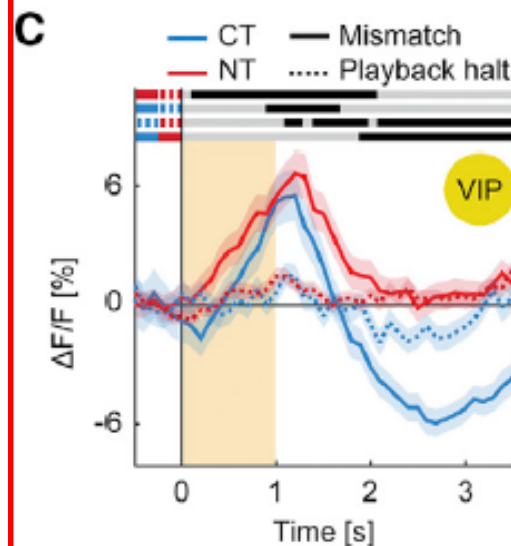 C
CT Mismatch
NT Playback halt
VIP
6
0
-6
ΔF/F [%]
0 1 2 3
Time [s]